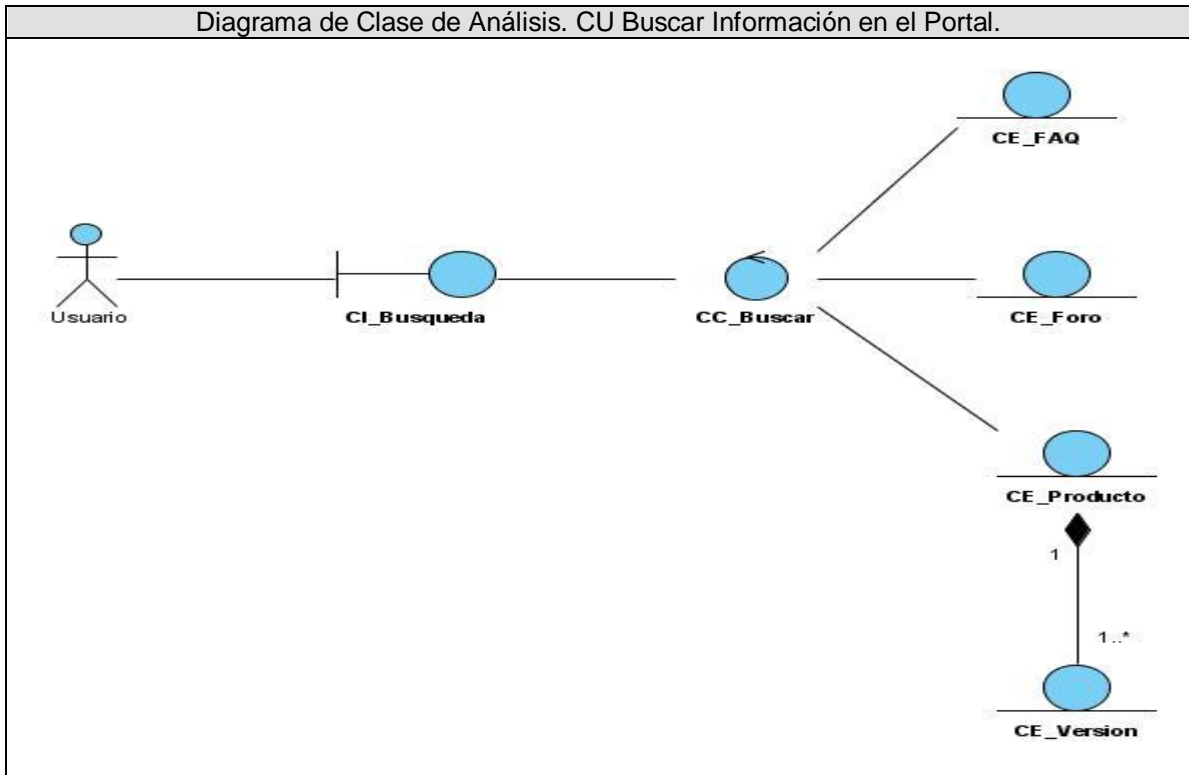 Diagrama de Clase de Análisis. CU Buscar Información en el Portal.
CE_FAQ
Usuario
CI_Busqueda
CC_Buscar
CE_Foro
CE_Producto
1
1..*
CE_Version